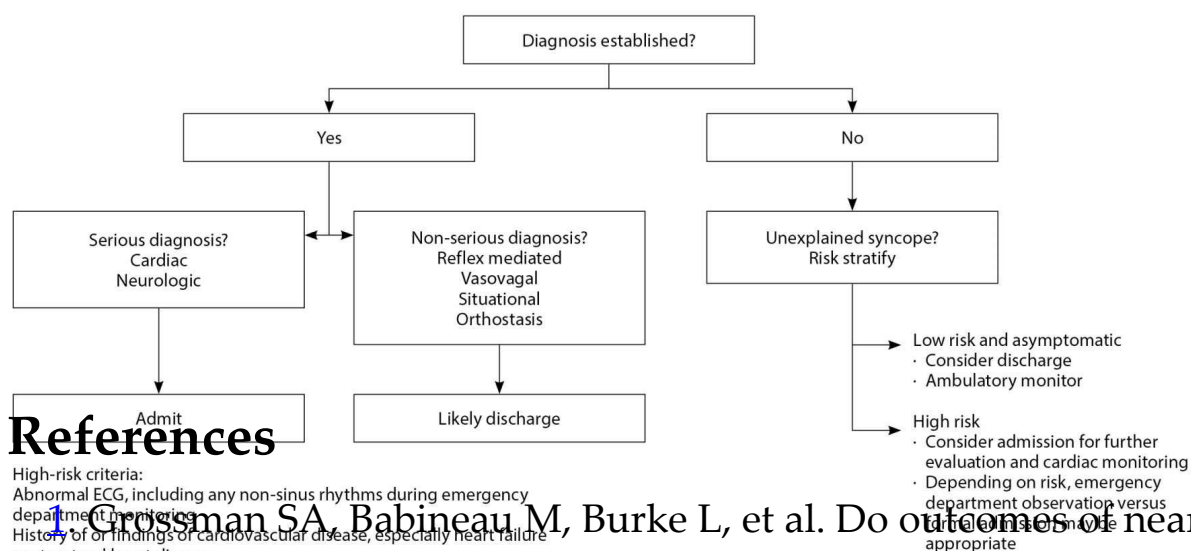 Diagnosis established?
Yes
No
Serious diagnosis?
Cardiac
Neurologic
Non-serious diagnosis?
Reflex mediated
Vasovagal
Situational
Orthostasis
Unexplained syncope?
Risk stratify
Low risk and asymptomatic
· Consider discharge
· Ambulatory monitor
Admit
Likely discharge
High risk
· Consider admission for further
evaluation and cardiac monitoring
· Depending on risk, emergency
department observation versus
formal admission may be
appropriate
References
High-risk criteria:
Abnormal ECG, including any non-sinus rhythms during emergency
department monitoring
History of or findings of cardiovascular disease, especially heart failure
1. Grossman SA, Babineau M, Burke L, et al. Do outcomes of near